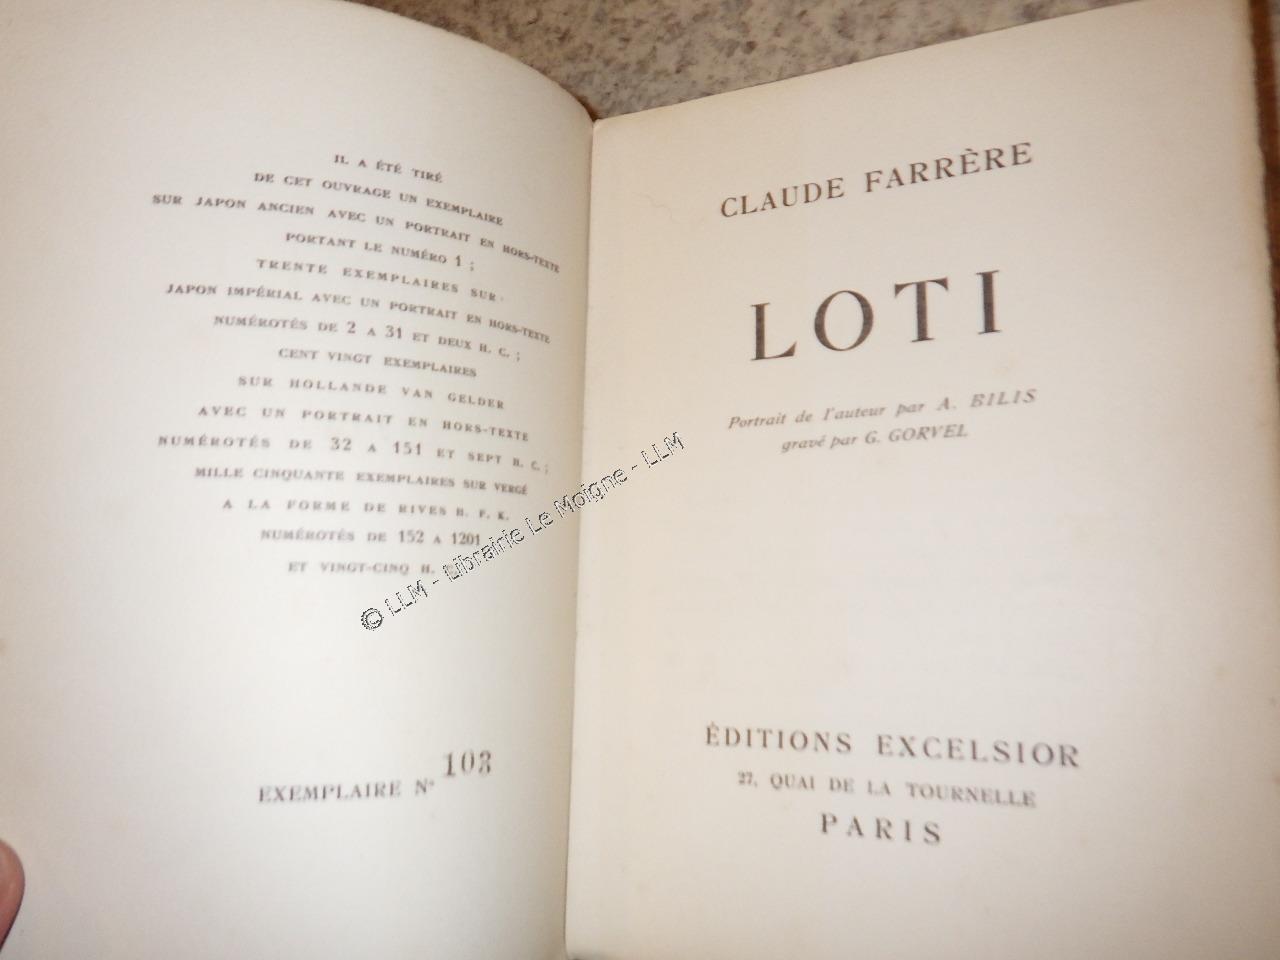 IL A ÉTÉ TIRÉ
DE CET OUVRAGE UN EXEMPLAIRE
SUR JAPON ANCIEN AVEC UN PORTRAIT EN HORS-TEXTE
PORTANT LE NUMÉRO 1 ;
TRENTE EXEMPLAIRES SUR
JAPON IMPÉRIAL AVEC UN PORTRAIT EN HORS-TEXTE
NUMÉROTÉS DE 2 A 31 ET DEUX H. C. ;
CENT VINGT EXEMPLAIRES
SUR HOLLANDE VAN GELDER
AVEC UN PORTRAIT EN HORS-TEXTE
NUMÉROTÉS DE 32 A 151 ET SEPT H. C. ;
MILLE CINQUANTE EXEMPLAIRES SUR VERGÉ
A LA FORME DE RIVES B. F. K.
NUMÉROTÉS DE 152 A 1201
ET VINGT-CINQ H.
EXEMPLAIRE N° 103
CLAUDE FARRÈRE
LOTI
Portrait de l'auteur par A. BILIS
gravé par G. GORVEL
ÉDITIONS EXCELSIOR
27, QUAI DE LA TOURNELLE
PARIS
© LLM - Librairie Le Moigne - LLM